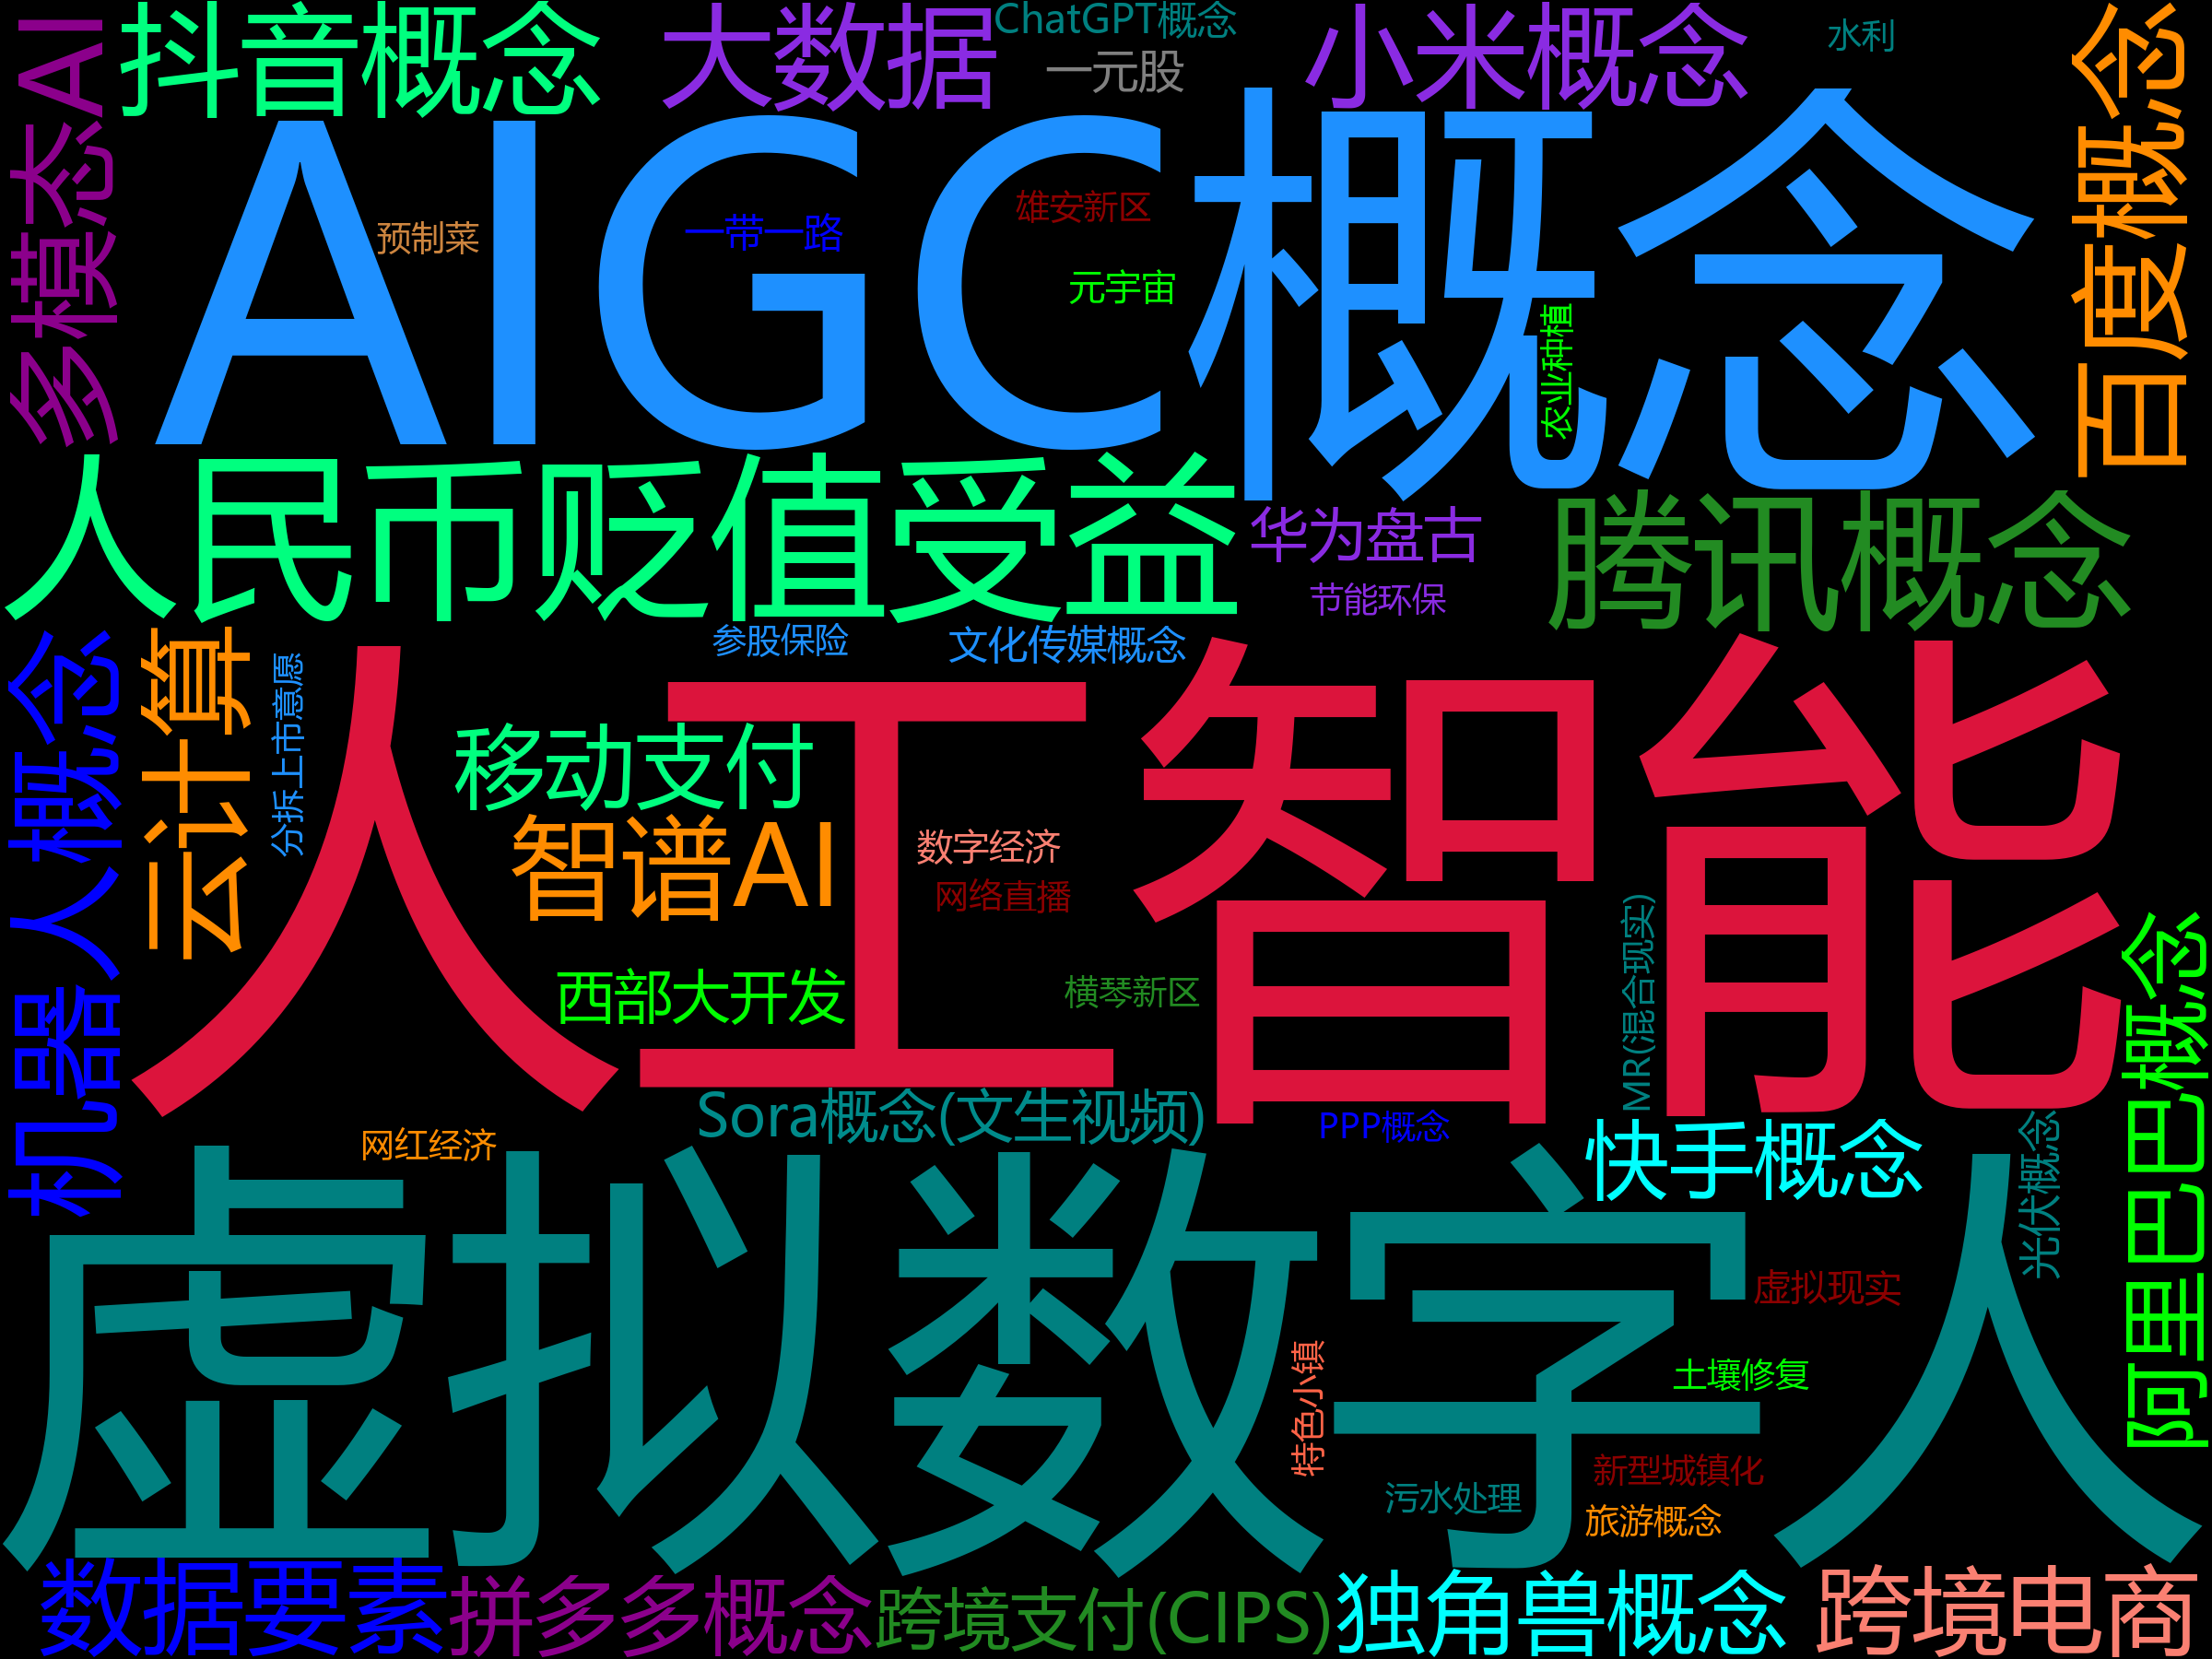 抖音概念
大数据
ChatGPT概念
一元股
小米概念
水利
百度概念
多模态AI
AIGC概念
预制菜
一带一路
雄安新区
元宇宙
农业种植
人民币贬值受益
华为盘古
节能环保
腾讯概念
参股保险
文化传媒概念
机器人概念
云计算
分拆上市意愿
人工智能
移动支付
智谱AI
数字经济
网络直播
西部大开发
横琴新区
MR(混合现实)
阿里巴巴概念
Sora概念(文生视频)
PPP概念
网红经济
快手概念
光伏概念
虚拟数字人
虚拟现实
特色小镇
土壤修复
新型城镇化
污水处理
旅游概念
数据要素
拼多多概念
跨境支付(CIPS)
独角兽概念
跨境电商